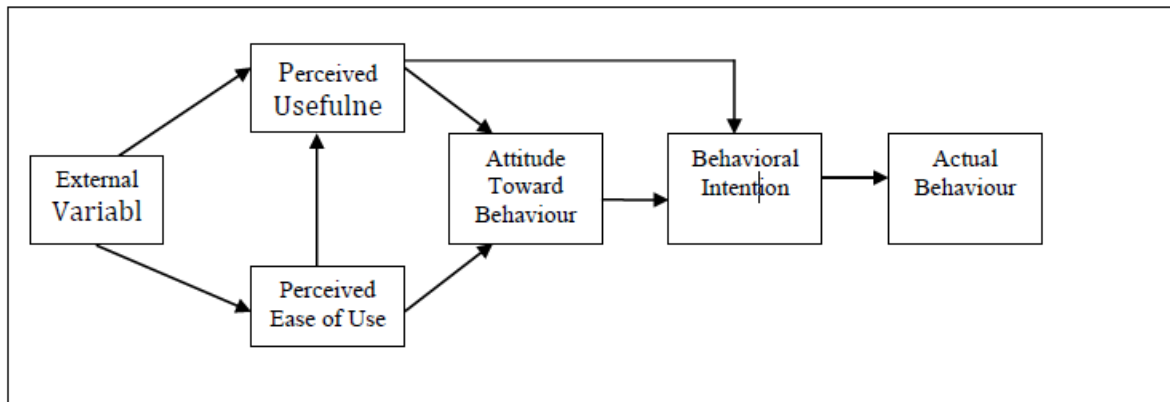 Perceived
Usefulne
External
Variabl
Perceived
Ease of Use
Attitude
Toward
Behaviour
Behavioral
Intention
Actual
Behaviour